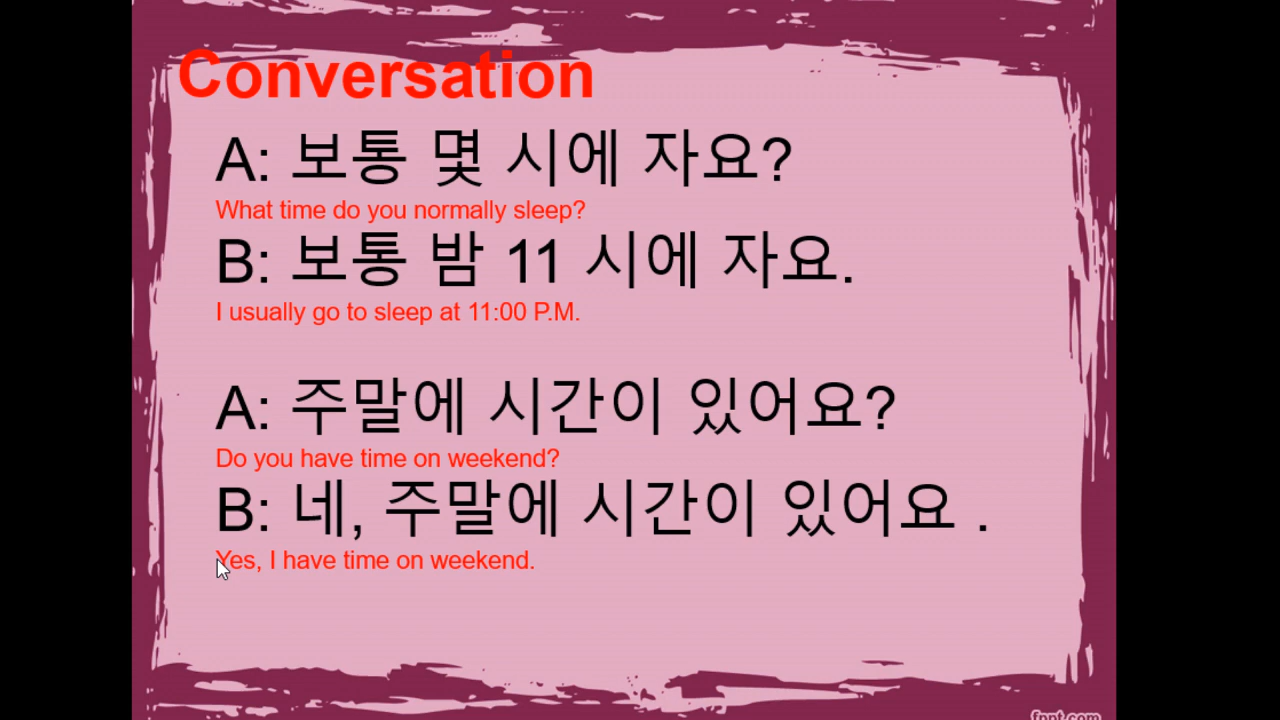 Conversation
A: 보통 몇 시에 자요?
What time do you normally sleep?
B: 보통 밤 11 시에 자요.
I usually go to sleep at 11:00 P.M.
A: 주말에 시간이 있어요?
Do you have time on weekend?
B: 네, 주말에 시간이 있어요 .
Yes, I have time on weekend.
fppt.com